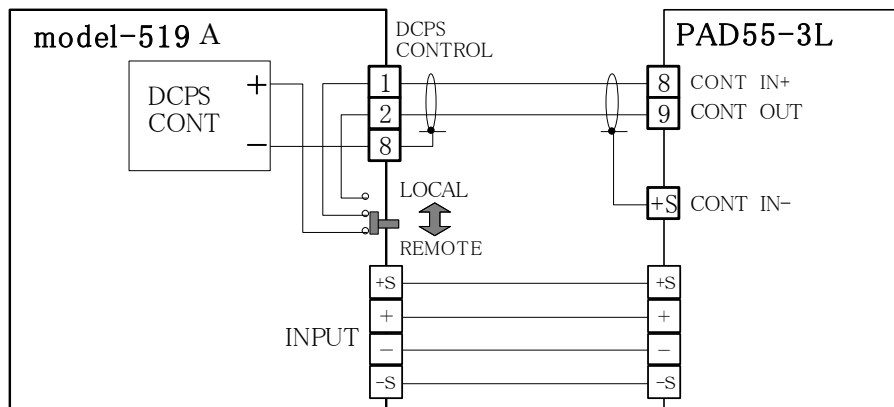 model-519 A
DCPS
CONTROL
PAD55-3L
DCPS
CONT
+
−
1
2
8
8
9
CONT IN+
CONT OUT
+S
CONT IN-
LOCAL
REMOTE
INPUT
+S
+
−
-S
+S
+
−
-S